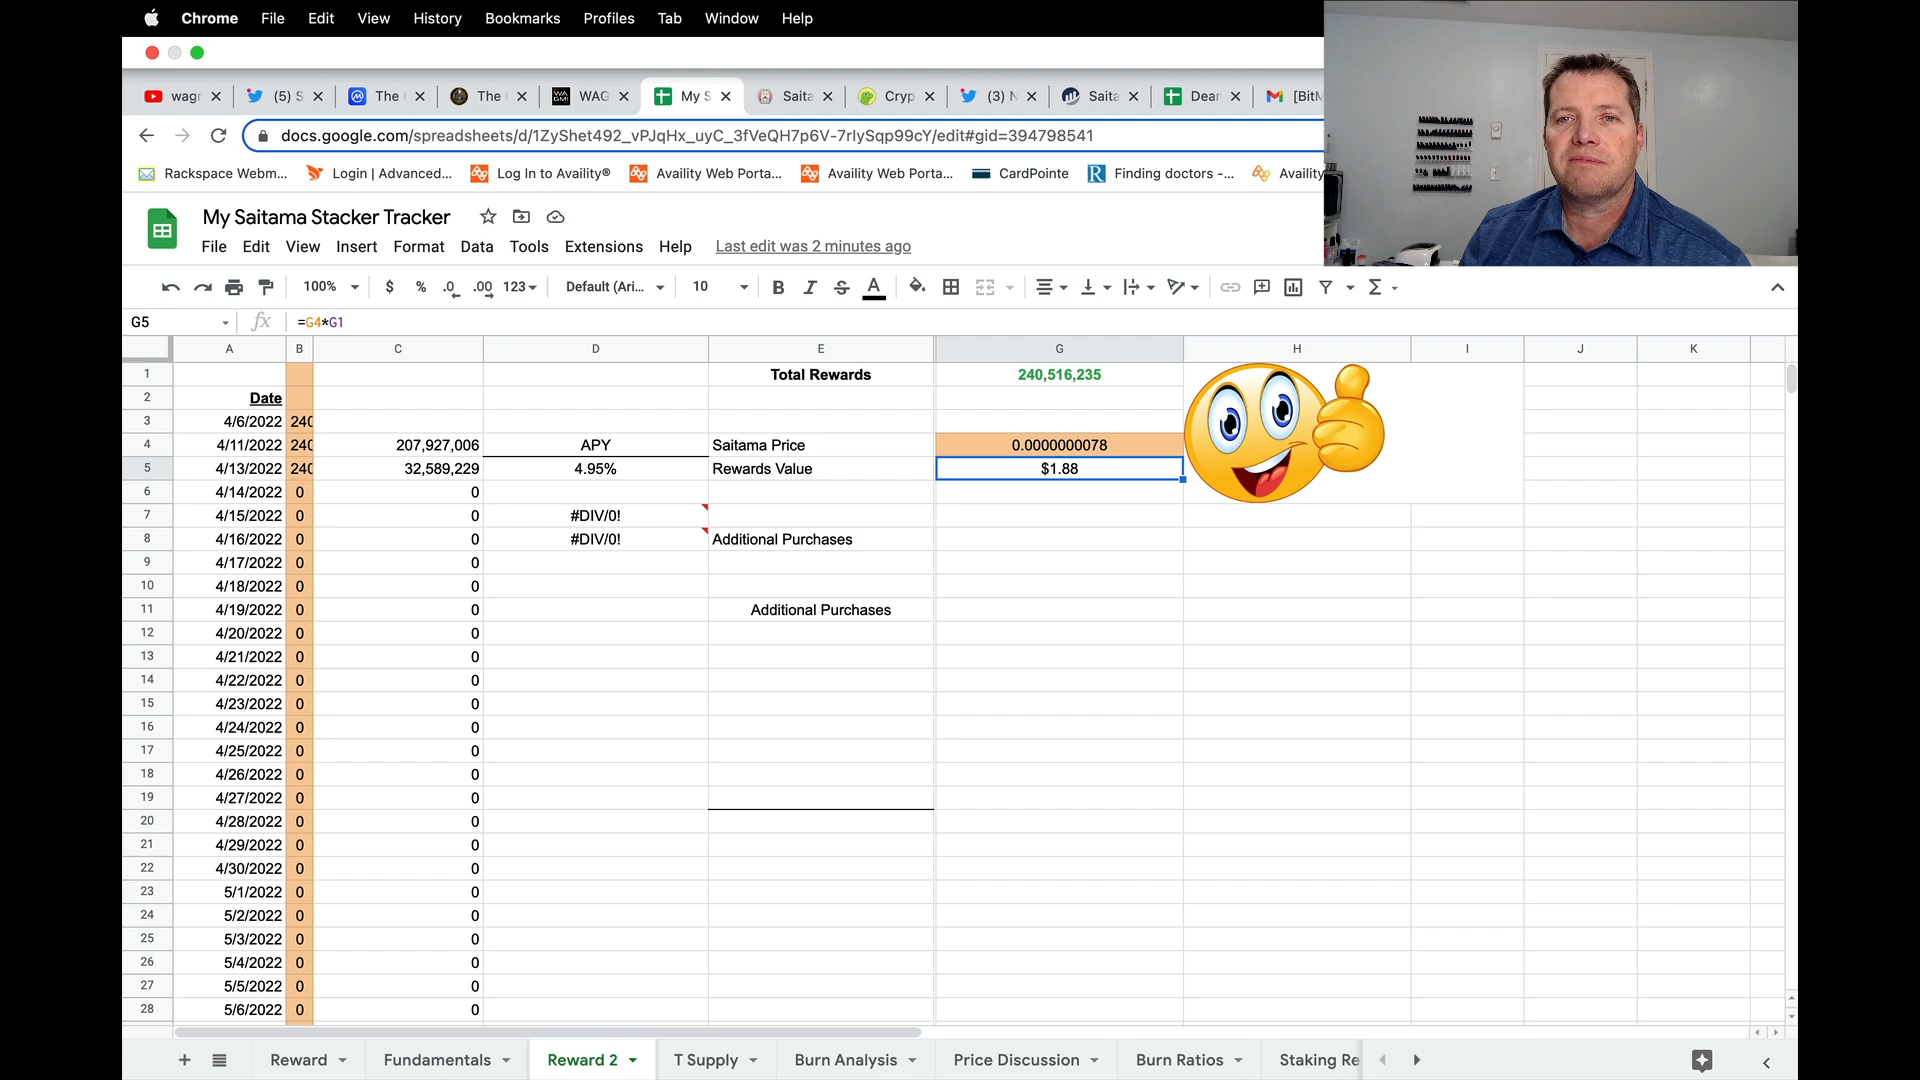 Chrome File Edit View History Bookmarks Profiles Tab Window Help
wagr (5) S The The WAG My S Saita Cryp (3) N Saita Dear [BitM
docs.google.com/spreadsheets/d/1ZyShet492_vPJqHx_uyC_3fVeQH7p6V-7rIySqp99cY/edit#gid=394798541
Rackspace Webm... Login | Advanced... Log In to Availity® Availity Web Porta... Availity Web Porta... CardPointe Finding doctors -... Availity
My Saitama Stacker Tracker
File Edit View Insert Format Data Tools Extensions Help Last edit was 2 minutes ago
100% $ % .0 .00 123 Default (Ari... 10 B I S A
G5 fx =G4*G1
A B C D E G H I J K
1 Total Rewards 240,516,235
2 Date
3 4/6/2022 240
4 4/11/2022 240 207,927,006 APY Saitama Price 0.0000000078
5 4/13/2022 240 32,589,229 4.95% Rewards Value $1.88
6 4/14/2022 0 0
7 4/15/2022 0 0 #DIV/0!
8 4/16/2022 0 0 #DIV/0! Additional Purchases
9 4/17/2022 0 0
10 4/18/2022 0 0
11 4/19/2022 0 0 Additional Purchases
12 4/20/2022 0 0
13 4/21/2022 0 0
14 4/22/2022 0 0
15 4/23/2022 0 0
16 4/24/2022 0 0
17 4/25/2022 0 0
18 4/26/2022 0 0
19 4/27/2022 0 0
20 4/28/2022 0 0
21 4/29/2022 0 0
22 4/30/2022 0 0
23 5/1/2022 0 0
24 5/2/2022 0 0
25 5/3/2022 0 0
26 5/4/2022 0 0
27 5/5/2022 0 0
28 5/6/2022 0 0
Reward Fundamentals Reward 2 T Supply Burn Analysis Price Discussion Burn Ratios Staking Re